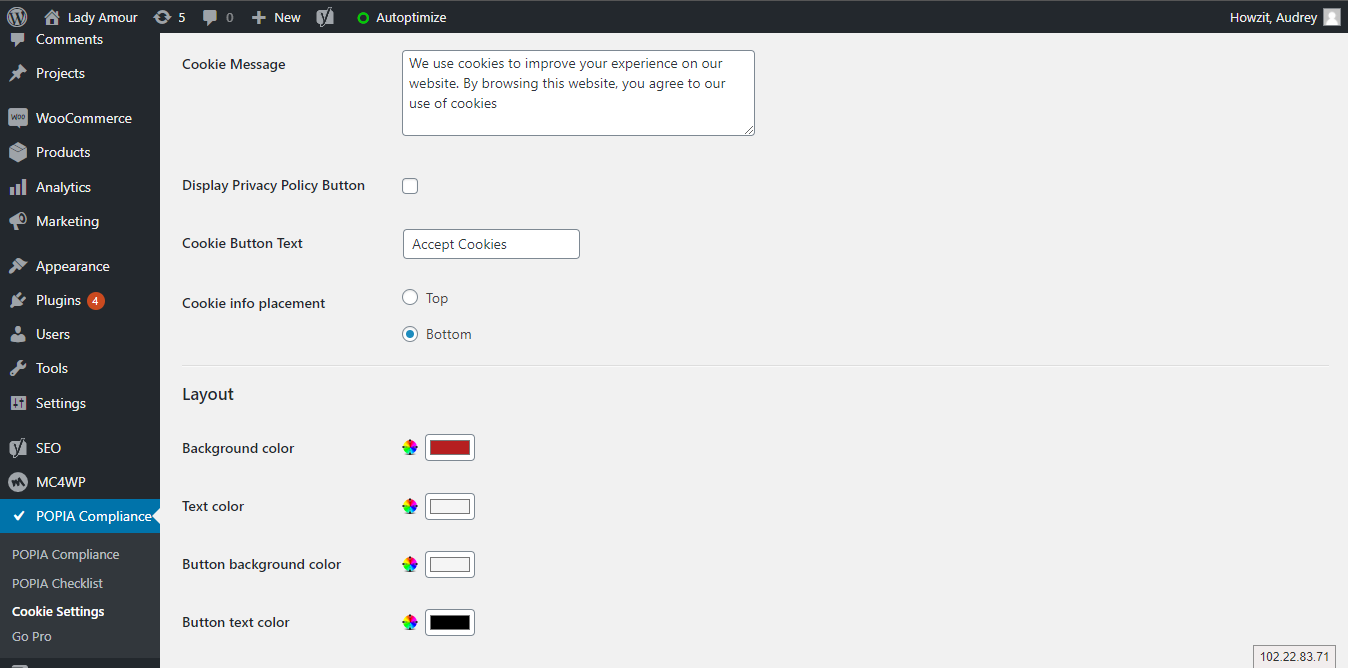 Lady Amour
5
0
New
Autoptimize
Howzit, Audrey
Comments
Projects
WooCommerce
Products
Analytics
Marketing
Appearance
Plugins 4
Users
Tools
Settings
SEO
MC4WP
POPIA Compliance
POPIA Compliance
POPIA Checklist
Cookie Settings
Go Pro
Cookie Message
We use cookies to improve your experience on our
website. By browsing this website, you agree to our
use of cookies
Display Privacy Policy Button
Cookie Button Text
Accept Cookies
Cookie info placement
Top
Bottom
Layout
Background color
Text color
Button background color
Button text color
102.22.83.71